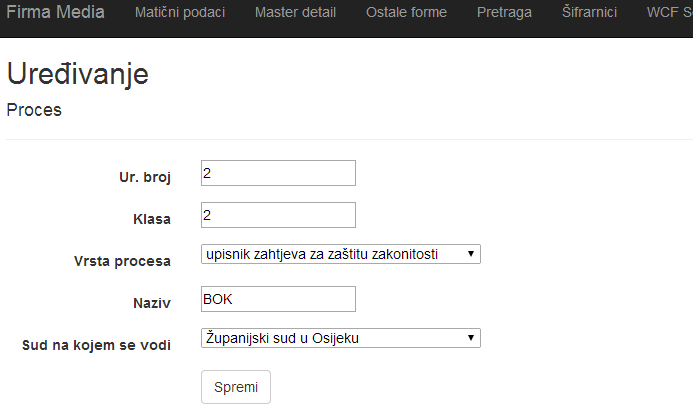 Firma Media Matični podaci Master detail Ostale forme Pretraga Šifrarnici WCF
Uređivanje
Proces
Ur. broj 2
Klasa 2
Vrsta procesa upisnik zahtjeva za zaštitu zakonitosti
Naziv BOK
Sud na kojem se vodi Županijski sud u Osijeku
Spremi